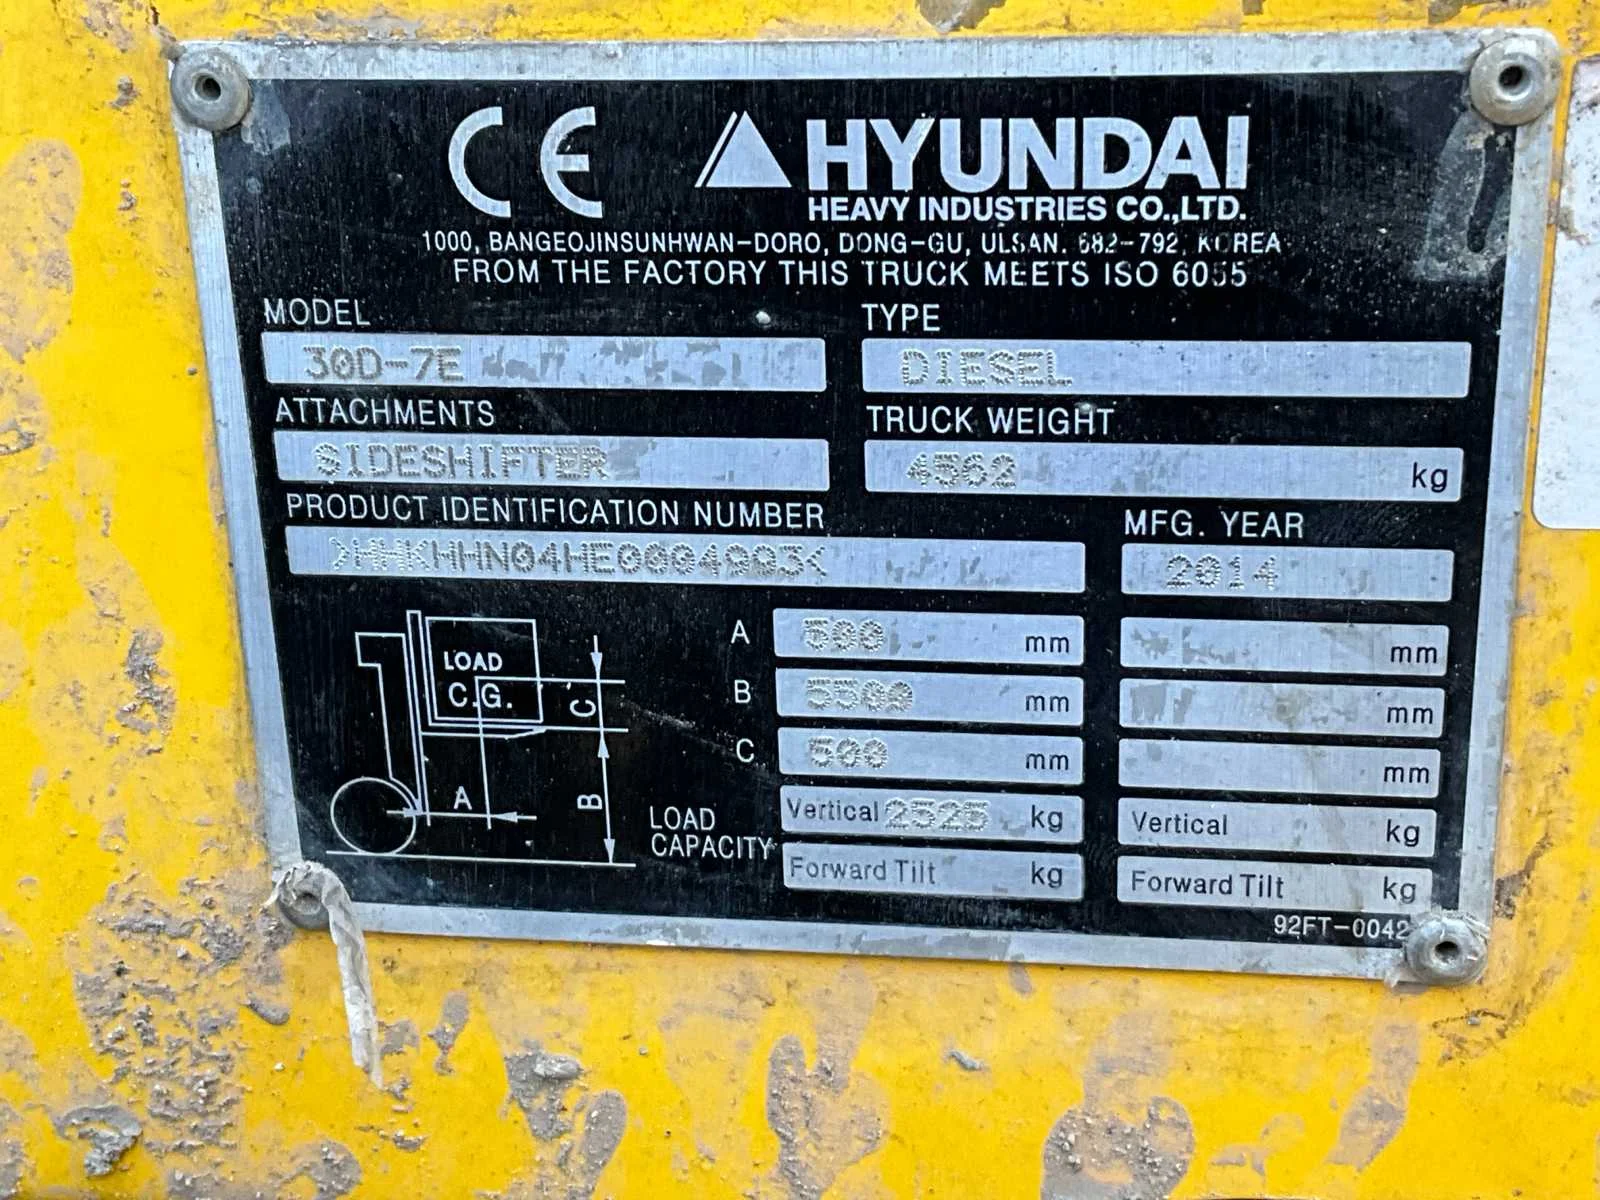 CE HYUNDAI
HEAVY INDUSTRIES CO.,LTD.
1000, BANGEOJINSUNHWAN-DORO, DONG-GU, ULSAN. 682-792, KOREA
FROM THE FACTORY THIS TRUCK MEETS ISO 6055
MODEL TYPE
30D-7E DIESEL
ATTACHMENTS TRUCK WEIGHT
SIDESHIFTER 4562 kg
PRODUCT IDENTIFICATION NUMBER MFG. YEAR
>HHKHHN04HE0004993< 2014
A 500 mm mm
LOAD
C.G. C
B 5500 mm mm
C 500 mm mm
A B
LOAD CAPACITY
Vertical 2525 kg Vertical kg
Forward Tilt kg Forward Tilt kg
92FT-0042